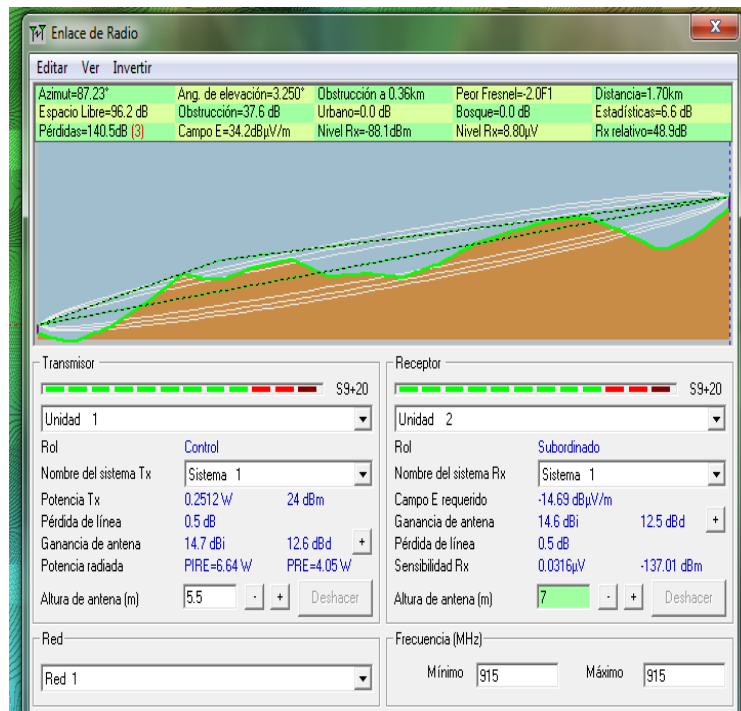 Enlace de Radio
Editar Ver Invertir
Azimut=87.23° Ang. de elevación=3.250° Obstrucción a 0.36km Peor Fresnel=-2.0F1 Distancia=1.70km
Espacio Libre=96.2 dB Obstrucción=37.6 dB Urbano=0.0 dB Bosque=0.0 dB Estadísticas=6.6 dB
Pérdidas=140.5dB (3) Campo E=34.2dBµV/m Nivel Rx=-88.1dBm Nivel Rx=8.80µV Rx relativo=48.9dB
Transmisor
S9+20
Unidad 1
Rol Control
Nombre del sistema Tx Sistema 1
Potencia Tx 0.2512 W 24 dBm
Pérdida de línea 0.5 dB
Ganancia de antena 14.7 dBi 12.6 dBd +
Potencia radiada PIRE=6.64 W PRE=4.05 W
Altura de antena (m) 5.5 - + Deshacer
Receptor
S9+20
Unidad 2
Rol Subordinado
Nombre del sistema Rx Sistema 1
Campo E requerido -14.69 dBµV/m
Ganancia de antena 14.6 dBi 12.5 dBd +
Pérdida de línea 0.5 dB
Sensibilidad Rx 0.0316µV -137.01 dBm
Altura de antena (m) 7 - + Deshacer
Red
Red 1
Frecuencia (MHz)
Mínimo 915 Máximo 915